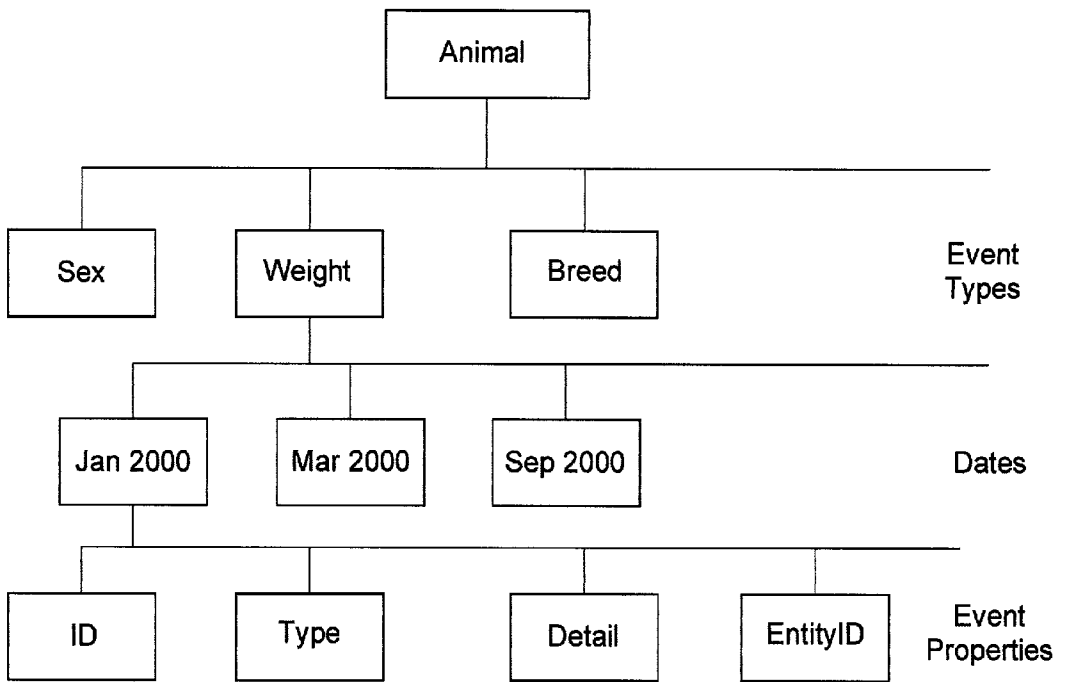 Animal
Sex
Weight
Breed
Event
Types
Jan 2000
Mar 2000
Sep 2000
Dates
ID
Type
Detail
EntityID
Event
Properties